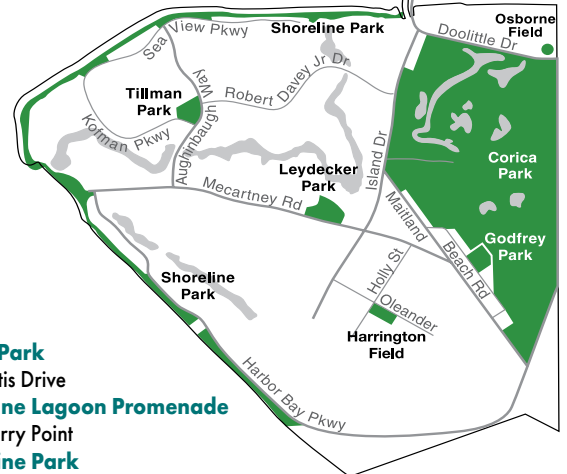 Osborne
Field
Doolittle Dr
Shoreline Park
Sea View Pkwy
Tillman
Park
Robert Davey Jr Dr
Aughinbaugh Way
Kofman Pkwy
Island Dr
Corica
Park
Leydecker
Park
Mecartney Rd
Maitland
Godfrey
Park
Beach Rd
Shoreline
Park
Holly St
Oleander
Harrington
Field
Harbor Bay Pkwy
Park
tis Drive
ne Lagoon Promenade
rry Point
ine Park